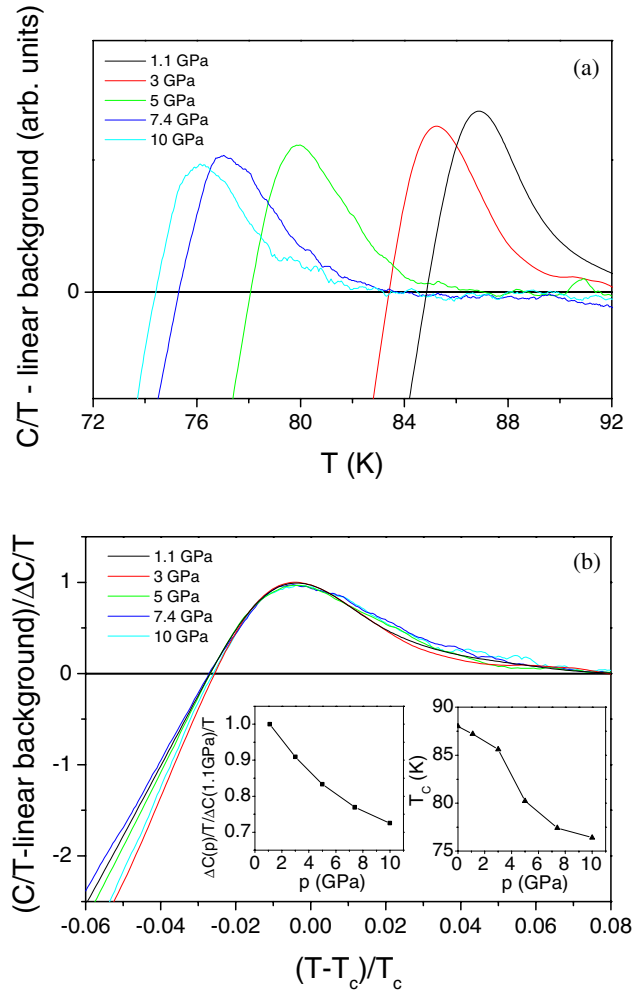 (a)
1.1 GPa
3 GPa
5 GPa
7.4 GPa
10 GPa
C/T - linear background (arb. units)
0
72 76 80 84 88 92
T (K)
(b)
1.1 GPa
3 GPa
5 GPa
7.4 GPa
10 GPa
(C/T-linear background)/ΔC/T
1
0
-1
-2
ΔC(p)/T/ΔC(1.1GPa)/T
1.0
0.9
0.8
0.7
0 2 4 6 8 10
p (GPa)
T_c (K)
90
85
80
75
0 2 4 6 8 10
p (GPa)
-0.06 -0.04 -0.02 0.00 0.02 0.04 0.06 0.08
(T-T_c)/T_c